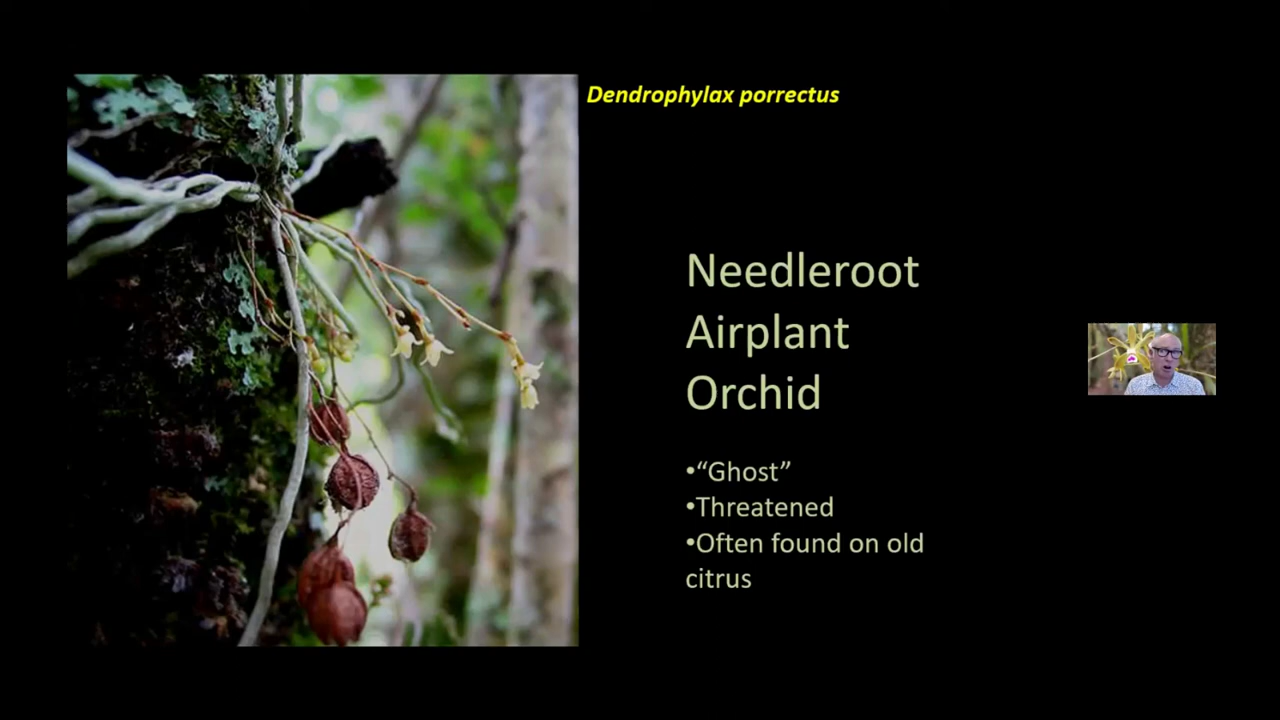 Dendrophylax porrectus
Needleroot
Airplant
Orchid
•“Ghost”
•Threatened
•Often found on old
citrus